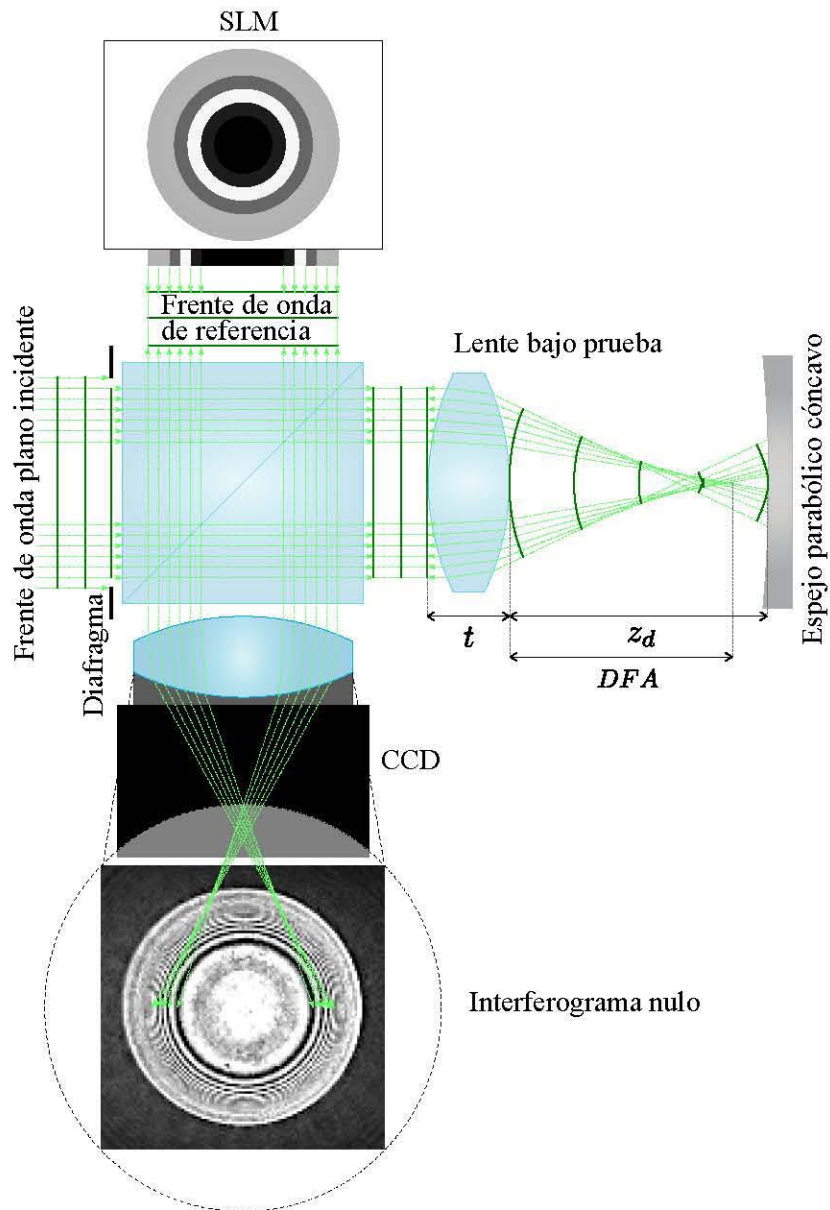 SLM
Frente de onda
de referencia
Lente bajo prueba
Frente de onda plano incidente
Espejo parabólico cóncavo
Diafragma
t
z_d
DFA
CCD
Interferograma nulo